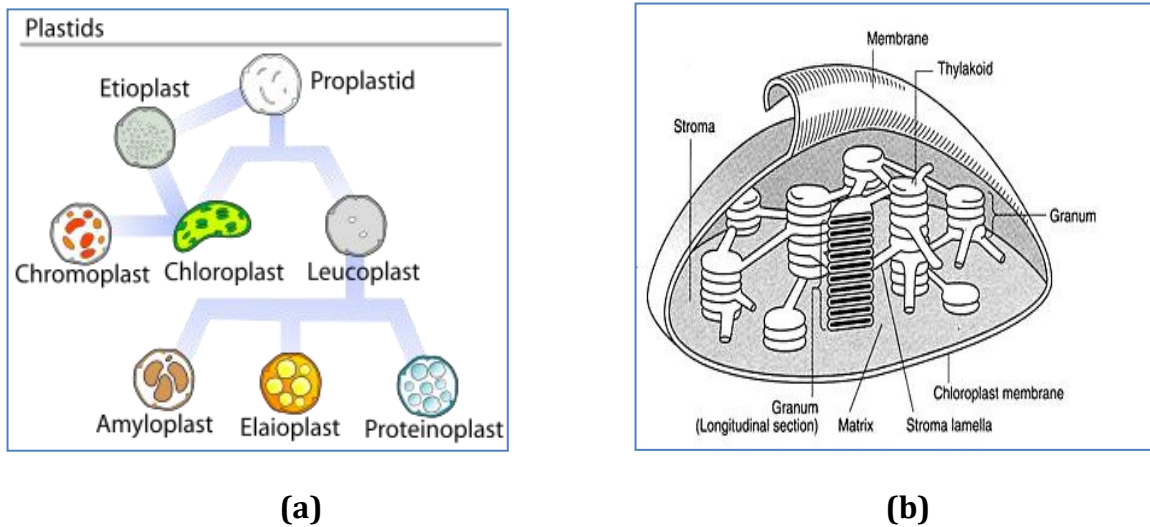 Plastids
Proplastid
Etioplast
Chromoplast
Chloroplast
Leucoplast
Amyloplast
Elaioplast
Proteinoplast
(a)
Membrane
Thylakoid
Stroma
Granum
Chloroplast membrane
Granum
(Longitudinal section)
Matrix
Stroma lamella
(b)